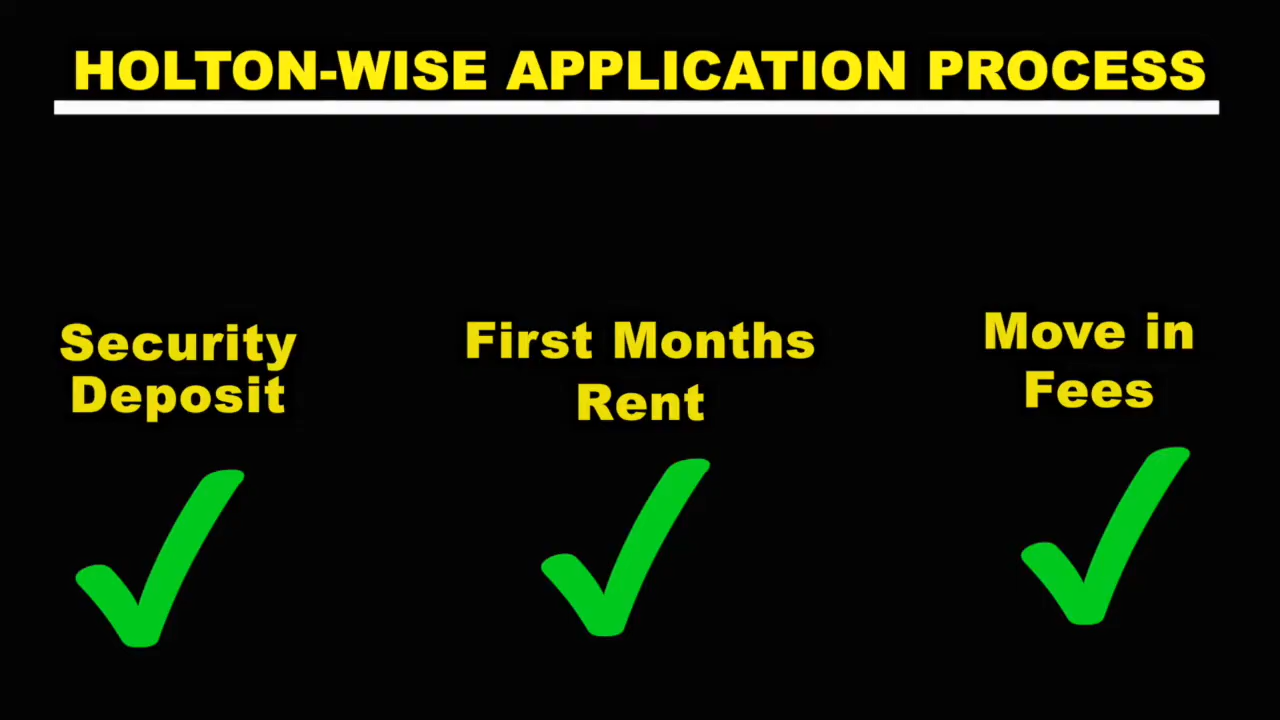 HOLTON-WISE APPLICATION PROCESS
Security
Deposit
First Months
Rent
Move in
Fees